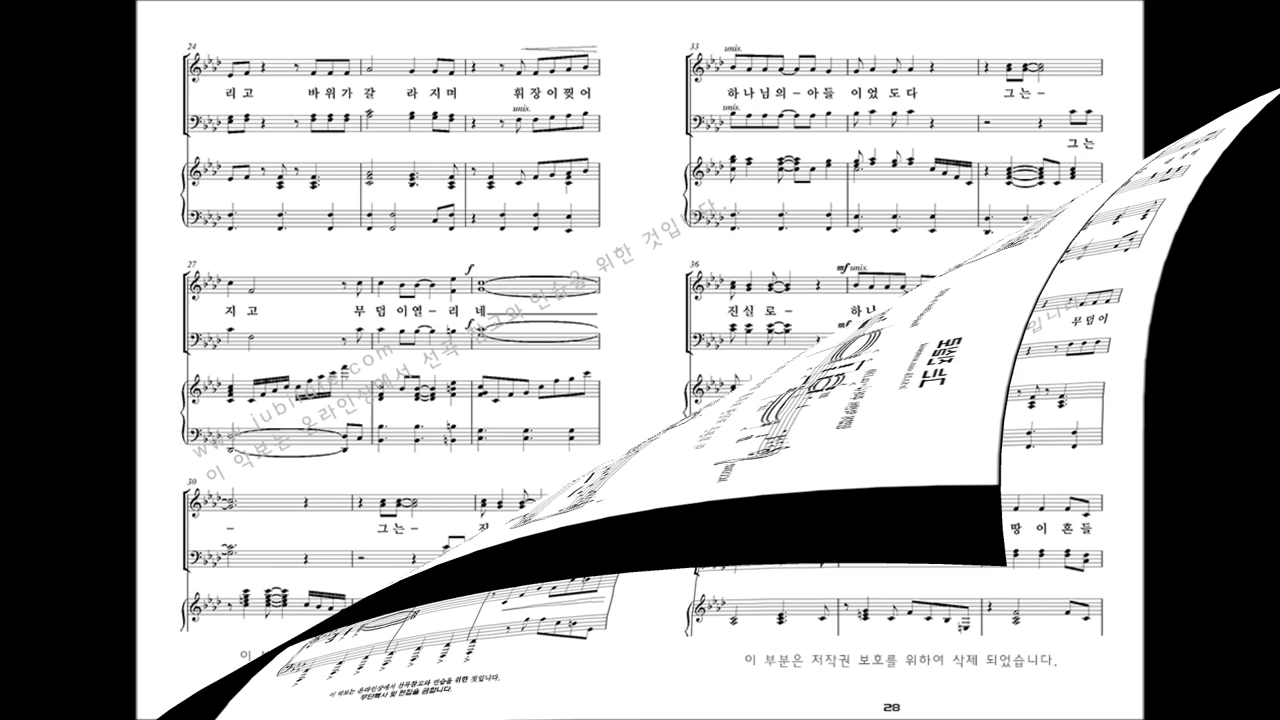 24
리고 바위가 갈 라 지며 휘장이찢어
unis.
27
f
지고 무덤이열– 리 네
f
www.jubilate.com
이 악보는 온라인상에서 선곡 참고와 연습을 위한 것입니다.
30
그는–
33
unis.
하나님의–아들 이었도다 그는–
unis.
그는
36
mf unis.
진실로– 하나
mf
무덤이
땅 이 흔 들
이 악보는 온라인상에서 선곡참고와 연습을 위한 것입니다.
무단복사 및 편집을 금합니다.
이 부분은 저작권 보호를 위하여 삭제 되었습니다.
28